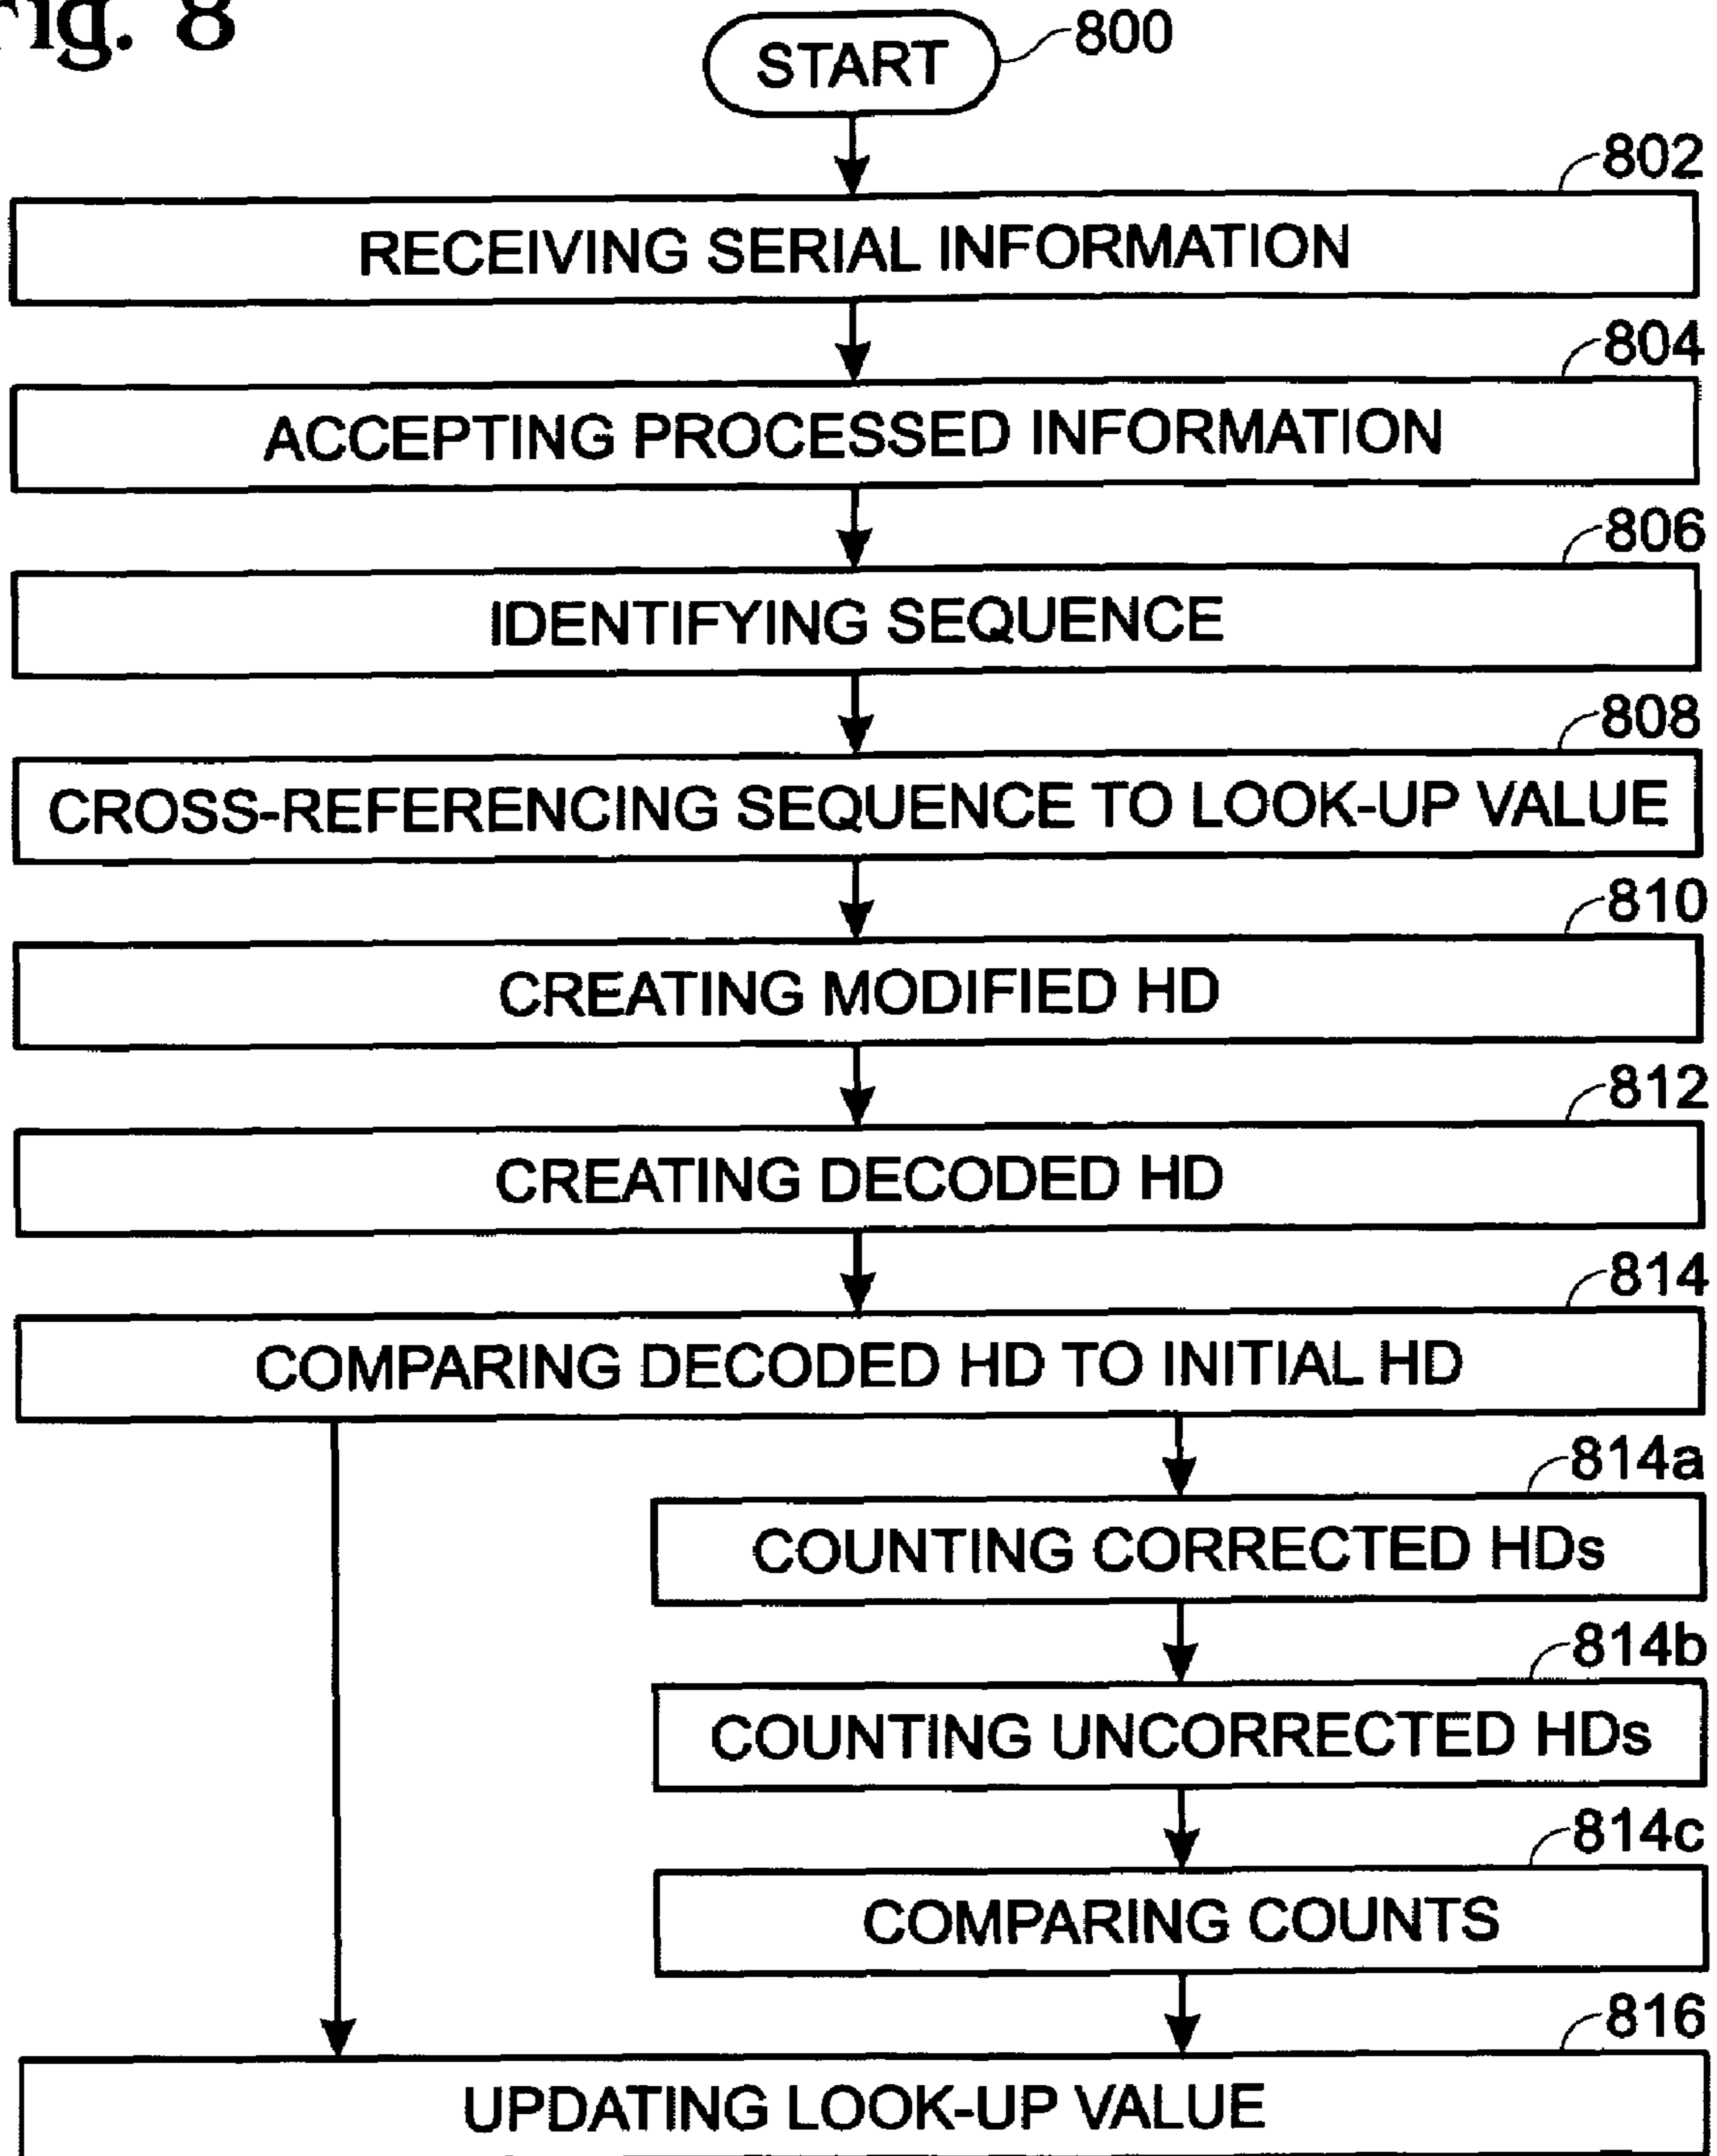 Fig. 8
START
800
802
RECEIVING SERIAL INFORMATION
804
ACCEPTING PROCESSED INFORMATION
806
IDENTIFYING SEQUENCE
808
CROSS-REFERENCING SEQUENCE TO LOOK-UP VALUE
810
CREATING MODIFIED HD
812
CREATING DECODED HD
814
COMPARING DECODED HD TO INITIAL HD
814a
COUNTING CORRECTED HDs
814b
COUNTING UNCORRECTED HDs
814c
COMPARING COUNTS
816
UPDATING LOOK-UP VALUE